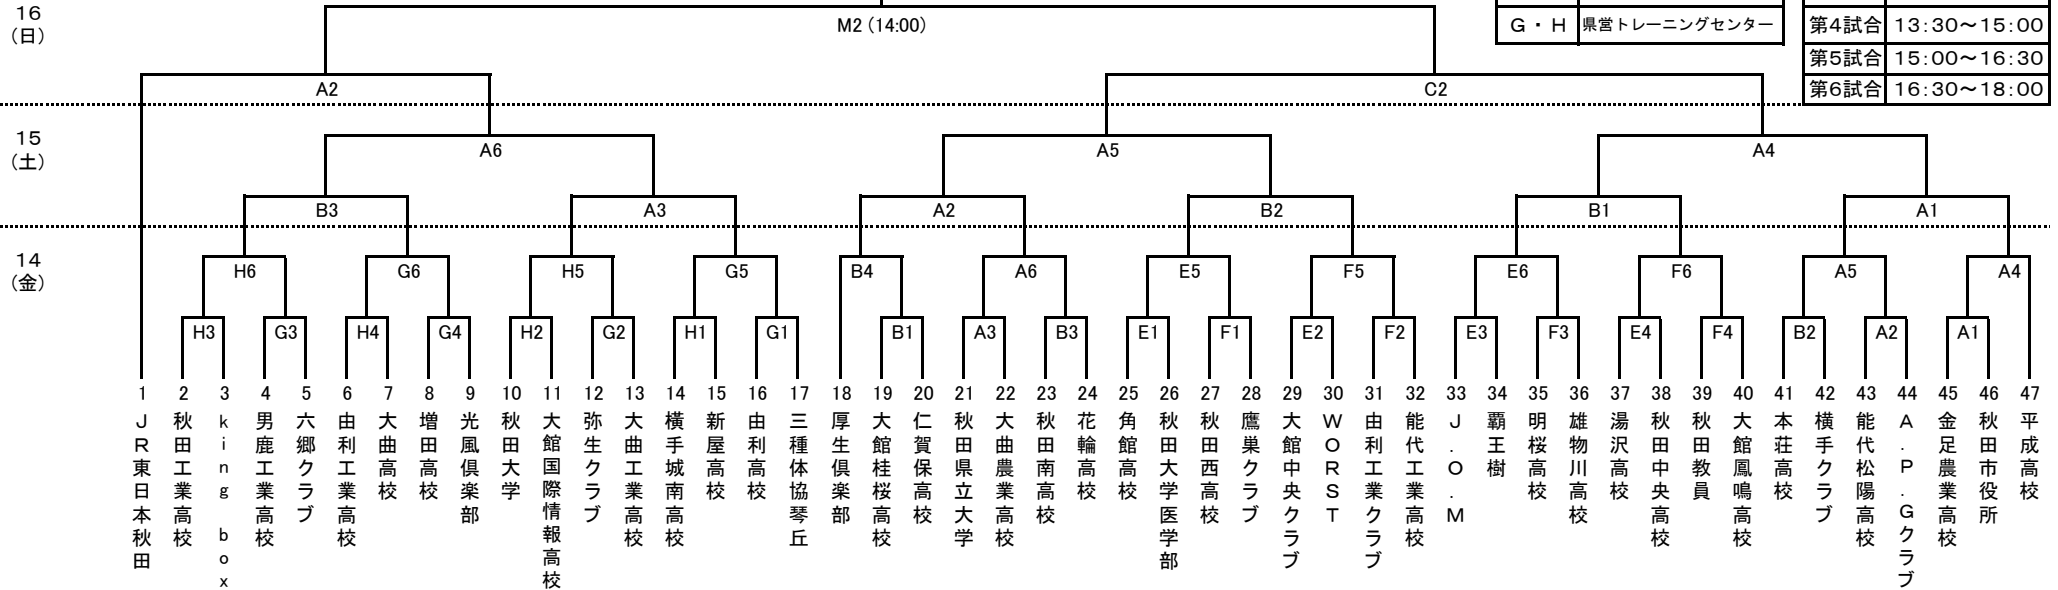 16
(日)
M2 (14:00)
G・H 県営トレーニングセンター
第4試合 13:30～15:00
第5試合 15:00～16:30
第6試合 16:30～18:00
A2 C2
15
(土)
A6 A5 A4
B3 A3 A2 B2 B1 A1
14
(金)
H6 G6 H5 G5 B4 A6 E5 F5 E6 F6 A5 A4
H3 G3 H4 G4 H2 G2 H1 G1 B1 A3 B3 E1 F1 E2 F2 E3 F3 E4 F4 B2 A2 A1
1 JR東日本秋田
2 秋田工業高校
3 king box
4 男鹿工業高校
5 六郷クラブ
6 由利工業高校
7 大曲高校
8 増田高校
9 光風倶楽部
10 秋田大学
11 大館国際情報高校
12 弥生クラブ
13 大曲工業高校
14 横手城南高校
15 新屋高校
16 由利高校
17 三種体協琴丘
18 厚生倶楽部
19 大館桂桜高校
20 仁賀保高校
21 秋田県立大学
22 大曲農業高校
23 秋田南高校
24 花輪高校
25 角館高校
26 秋田大学医学部
27 秋田西高校
28 鷹巣クラブ
29 大館中央クラブ
30 WORST
31 由利工業クラブ
32 能代工業高校
33 J.O.M
34 覇王樹
35 明桜高校
36 雄物川高校
37 湯沢高校
38 秋田中央高校
39 秋田教員
40 大館鳳鳴高校
41 本荘高校
42 横手クラブ
43 能代松陽高校
44 A.P.Gクラブ
45 金足農業高校
46 秋田市役所
47 平成高校